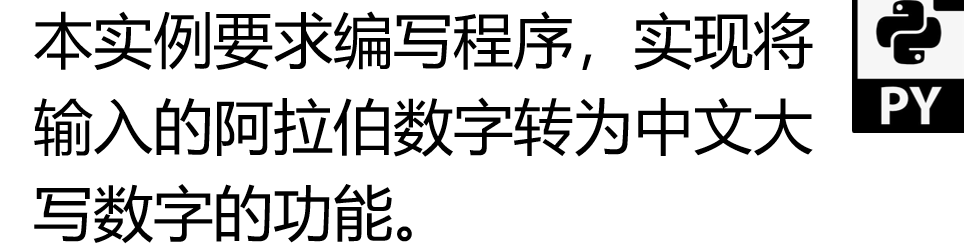 本实例要求编写程序，实现将
输入的阿拉伯数字转为中文大
写数字的功能。
PY